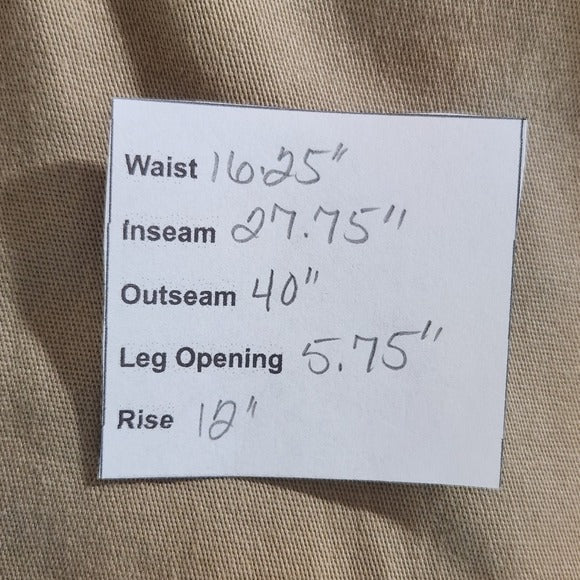 Waist 16.25"
Inseam 27.75"
Outseam 40"
Leg Opening 5.75"
Rise 12"